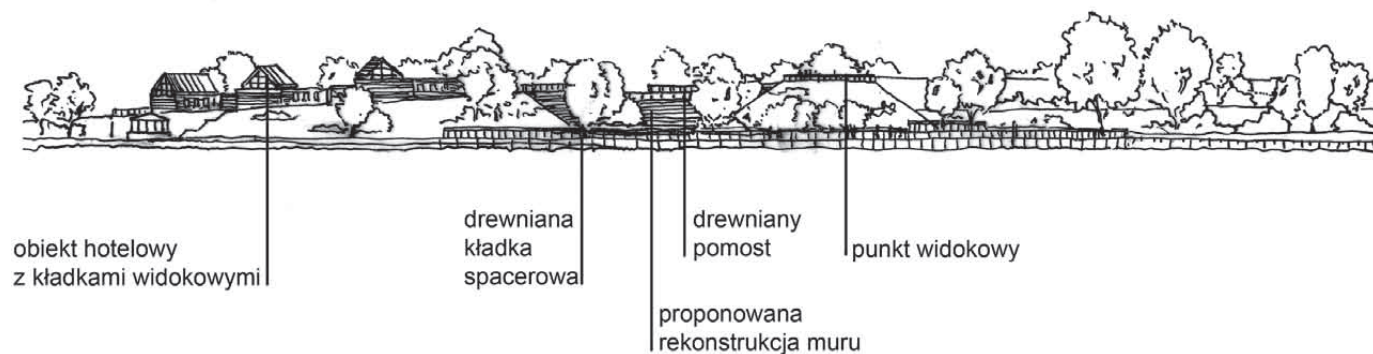 obiekt hotelowy
z kładkami widokowymi
drewniana
kładka
spacerowa
proponowana
rekonstrukcja muru
drewniany
pomost
punkt widokowy